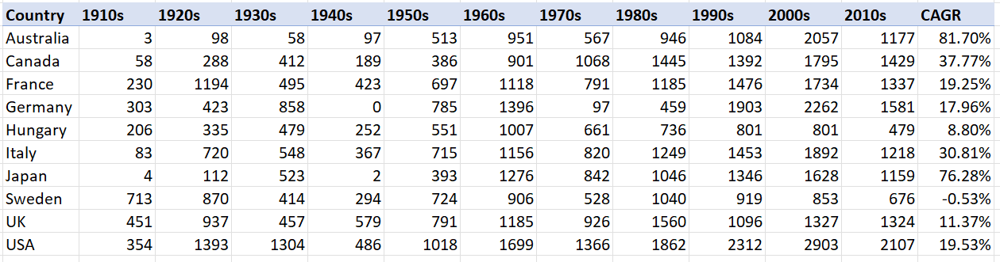 Country 1910s 1920s 1930s 1940s 1950s 1960s 1970s 1980s 1990s 2000s 2010s CAGR
Australia 3 98 58 97 513 951 567 946 1084 2057 1177 81.70%
Canada 58 288 412 189 386 901 1068 1445 1392 1795 1429 37.77%
France 230 1194 495 423 697 1118 791 1185 1476 1734 1337 19.25%
Germany 303 423 858 0 785 1396 97 459 1903 2262 1581 17.96%
Hungary 206 335 479 252 551 1007 661 736 801 801 479 8.80%
Italy 83 720 548 367 715 1156 820 1249 1453 1892 1218 30.81%
Japan 4 112 523 2 393 1276 842 1046 1346 1628 1159 76.28%
Sweden 713 870 414 294 724 906 528 1040 919 853 676 -0.53%
UK 451 937 457 579 791 1185 926 1560 1096 1327 1324 11.37%
USA 354 1393 1304 486 1018 1699 1366 1862 2312 2903 2107 19.53%